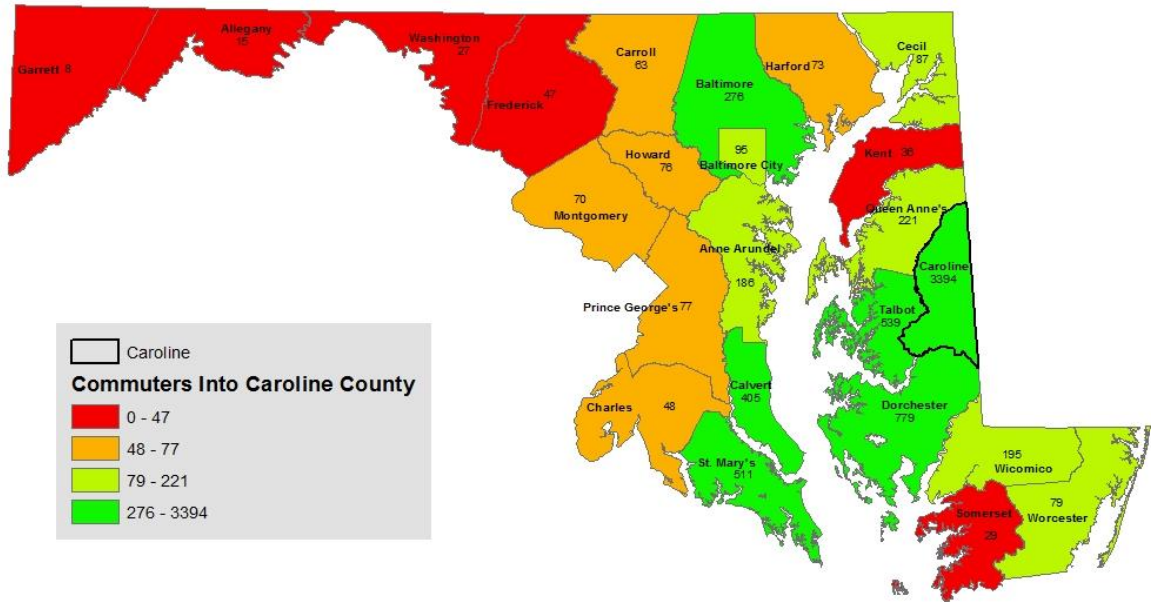 Allegany
15
Garrett 8
Washington
27
Frederick
47
Carroll
63
Baltimore
276
Harford 73
Cecil
87
95
Baltimore City
Howard
76
70
Montgomery
Kent 36
Queen Anne's
221
Anne Arundel
186
Caroline
3394
Talbot
539
Prince George's
77
Calvert
405
Charles
48
Dorchester
779
St. Mary's
511
195
Wicomico
79
Worcester
Somerset
29
Caroline
Commuters Into Caroline County
0 - 47
48 - 77
79 - 221
276 - 3394